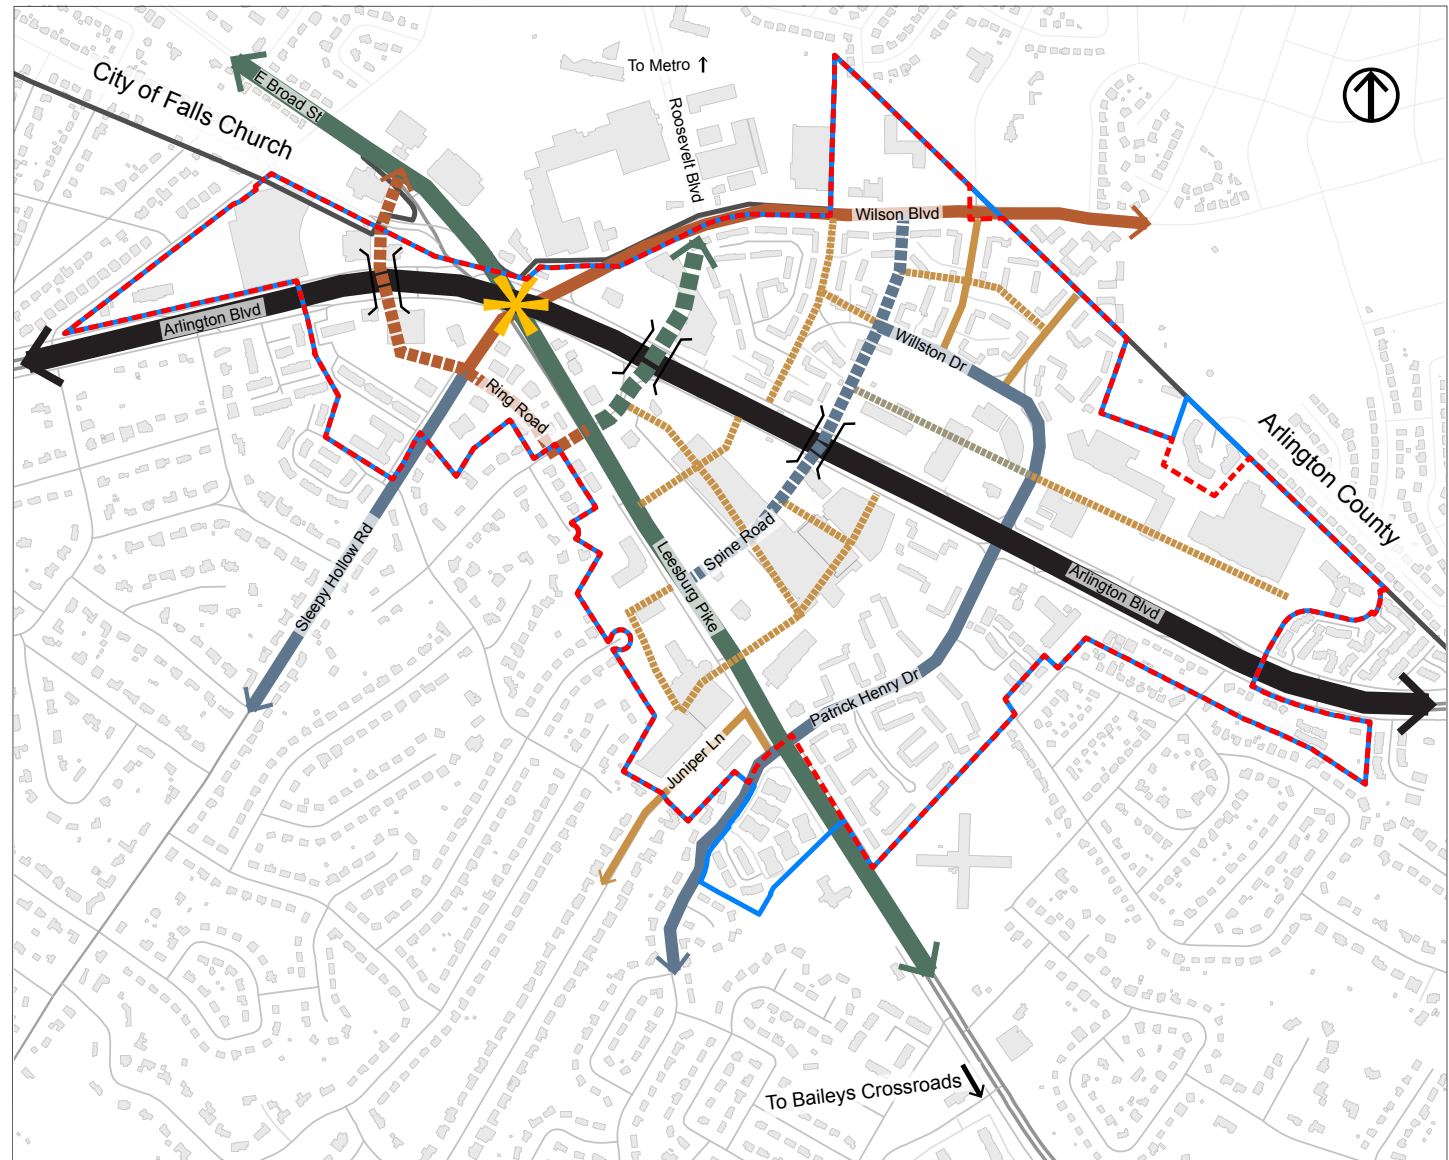 To Metro ↑
City of Falls Church
E Broad St
Roosevelt Blvd
Wilson Blvd
Arlington Blvd
Willston Dr
Ring Road
Arlington County
Spine Road
Sleepy Hollow Rd
Leesburg Pike
Arlington Blvd
Patrick Henry Dr
Juniper Ln
To Baileys Crossroads